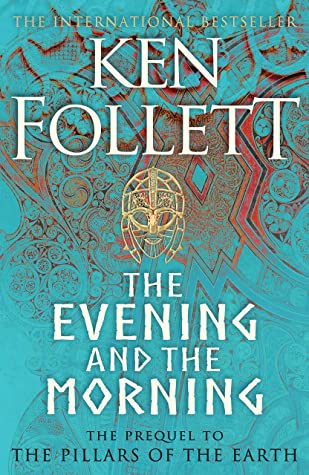 THE INTERNATIONAL BESTSELLER
KEN
FOLLETT
THE
EVENING
AND THE
MORNING
THE PREQUEL TO
THE PILLARS OF THE EARTH